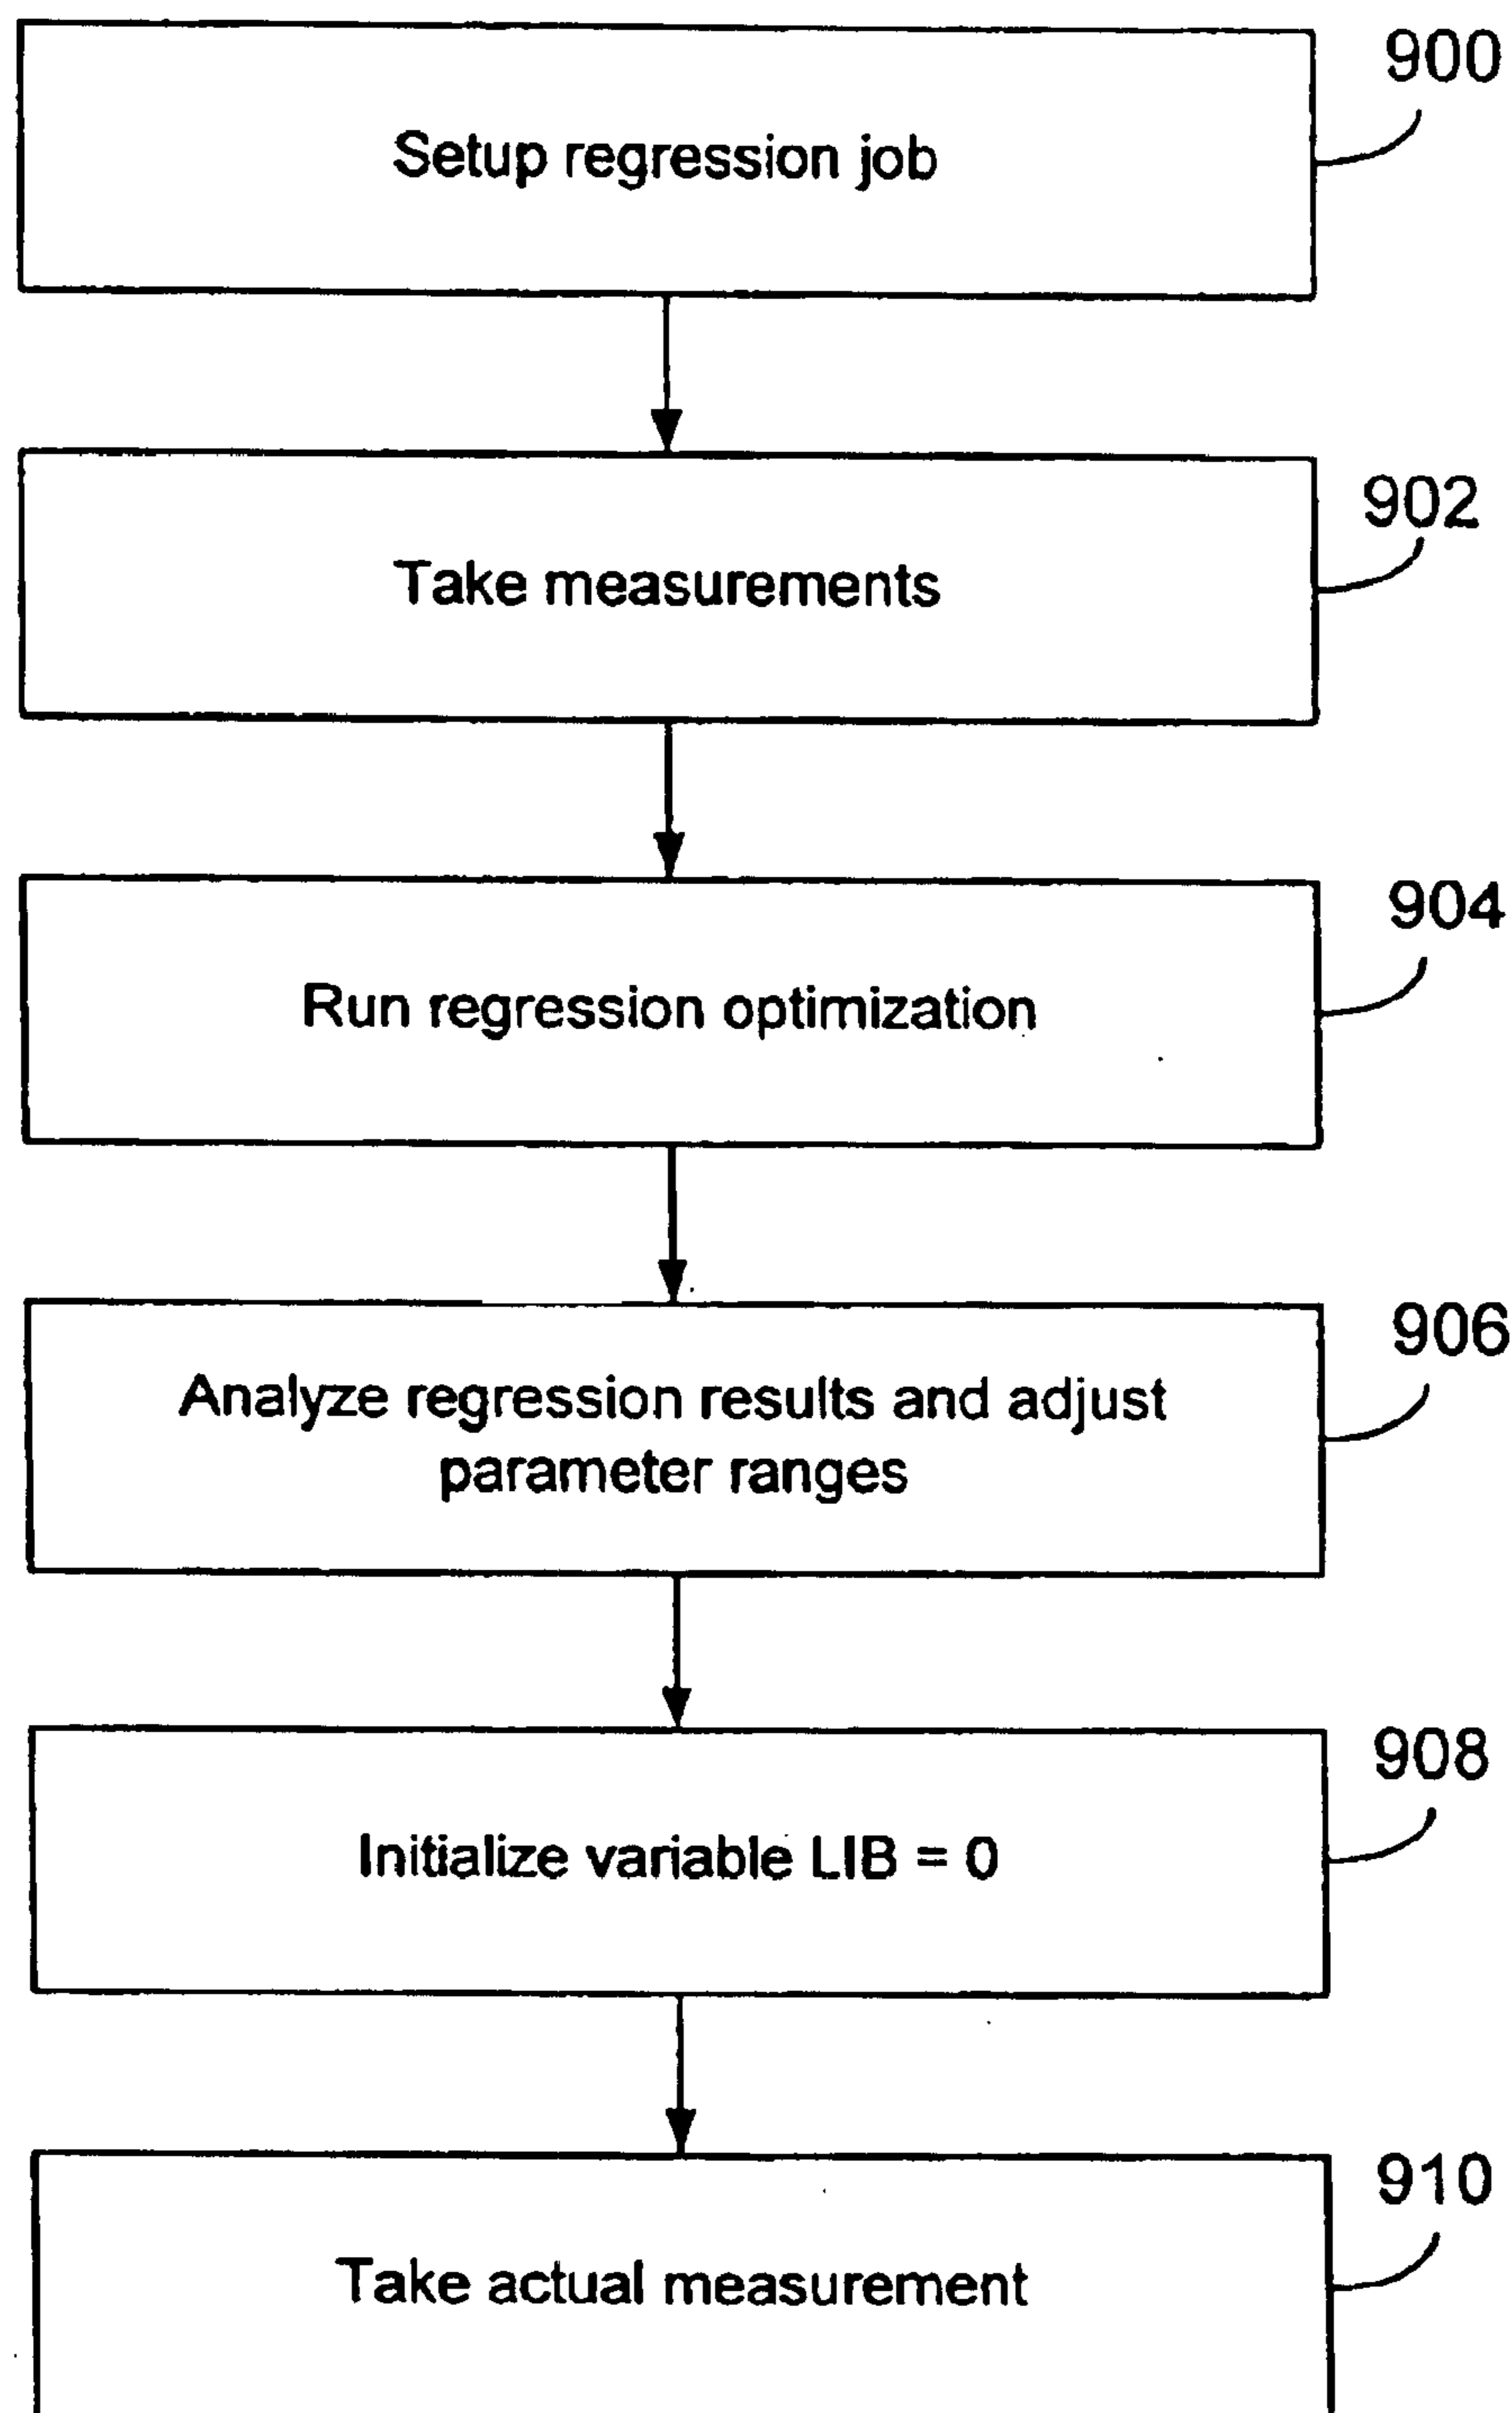 900
Setup regression job
902
Take measurements
904
Run regression optimization
906
Analyze regression results and adjust
parameter ranges
908
Initialize variable LIB = 0
910
Take actual measurement